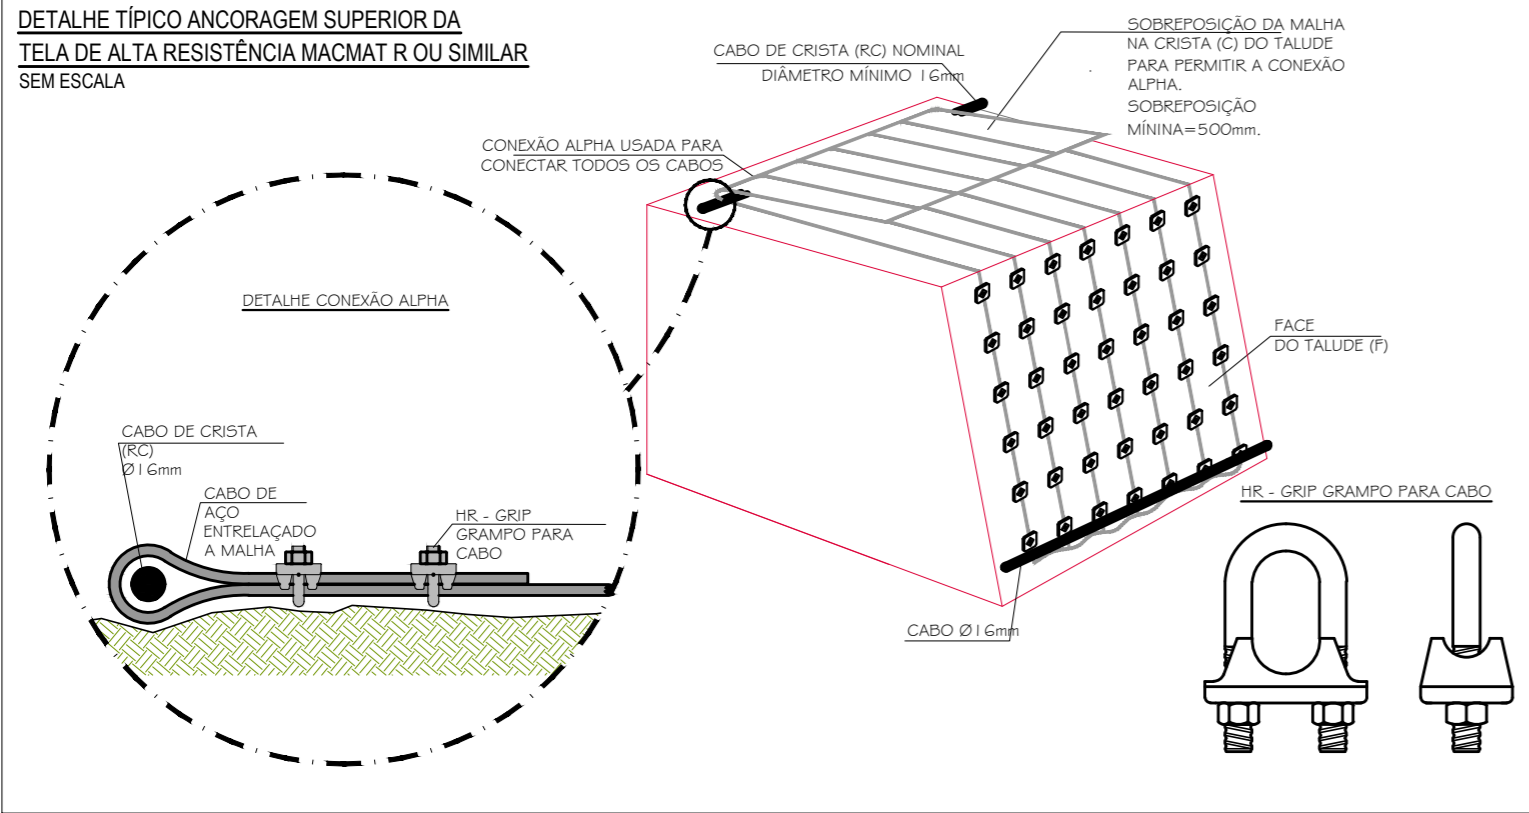 DETALHE TÍPICO ANCORAGEM SUPERIOR DA
TELA DE ALTA RESISTÊNCIA MACMAT R OU SIMILAR
SEM ESCALA
CABO DE CRISTA (RC) NOMINAL
DIÂMETRO MÍNIMO 16mm
SOBREPOSIÇÃO DA MALHA
NA CRISTA (C) DO TALUDE
PARA PERMITIR A CONEXÃO
ALPHA.
SOBREPOSIÇÃO
MÍNINA=500mm.
CONEXÃO ALPHA USADA PARA
CONECTAR TODOS OS CABOS
DETALHE CONEXÃO ALPHA
FACE
DO TALUDE (F)
CABO DE CRISTA
(RC)
Ø16mm
CABO DE
AÇO
ENTRELAÇADO
A MALHA
HR - GRIP
GRAMPO PARA
CABO
HR - GRIP GRAMPO PARA CABO
CABO Ø16mm